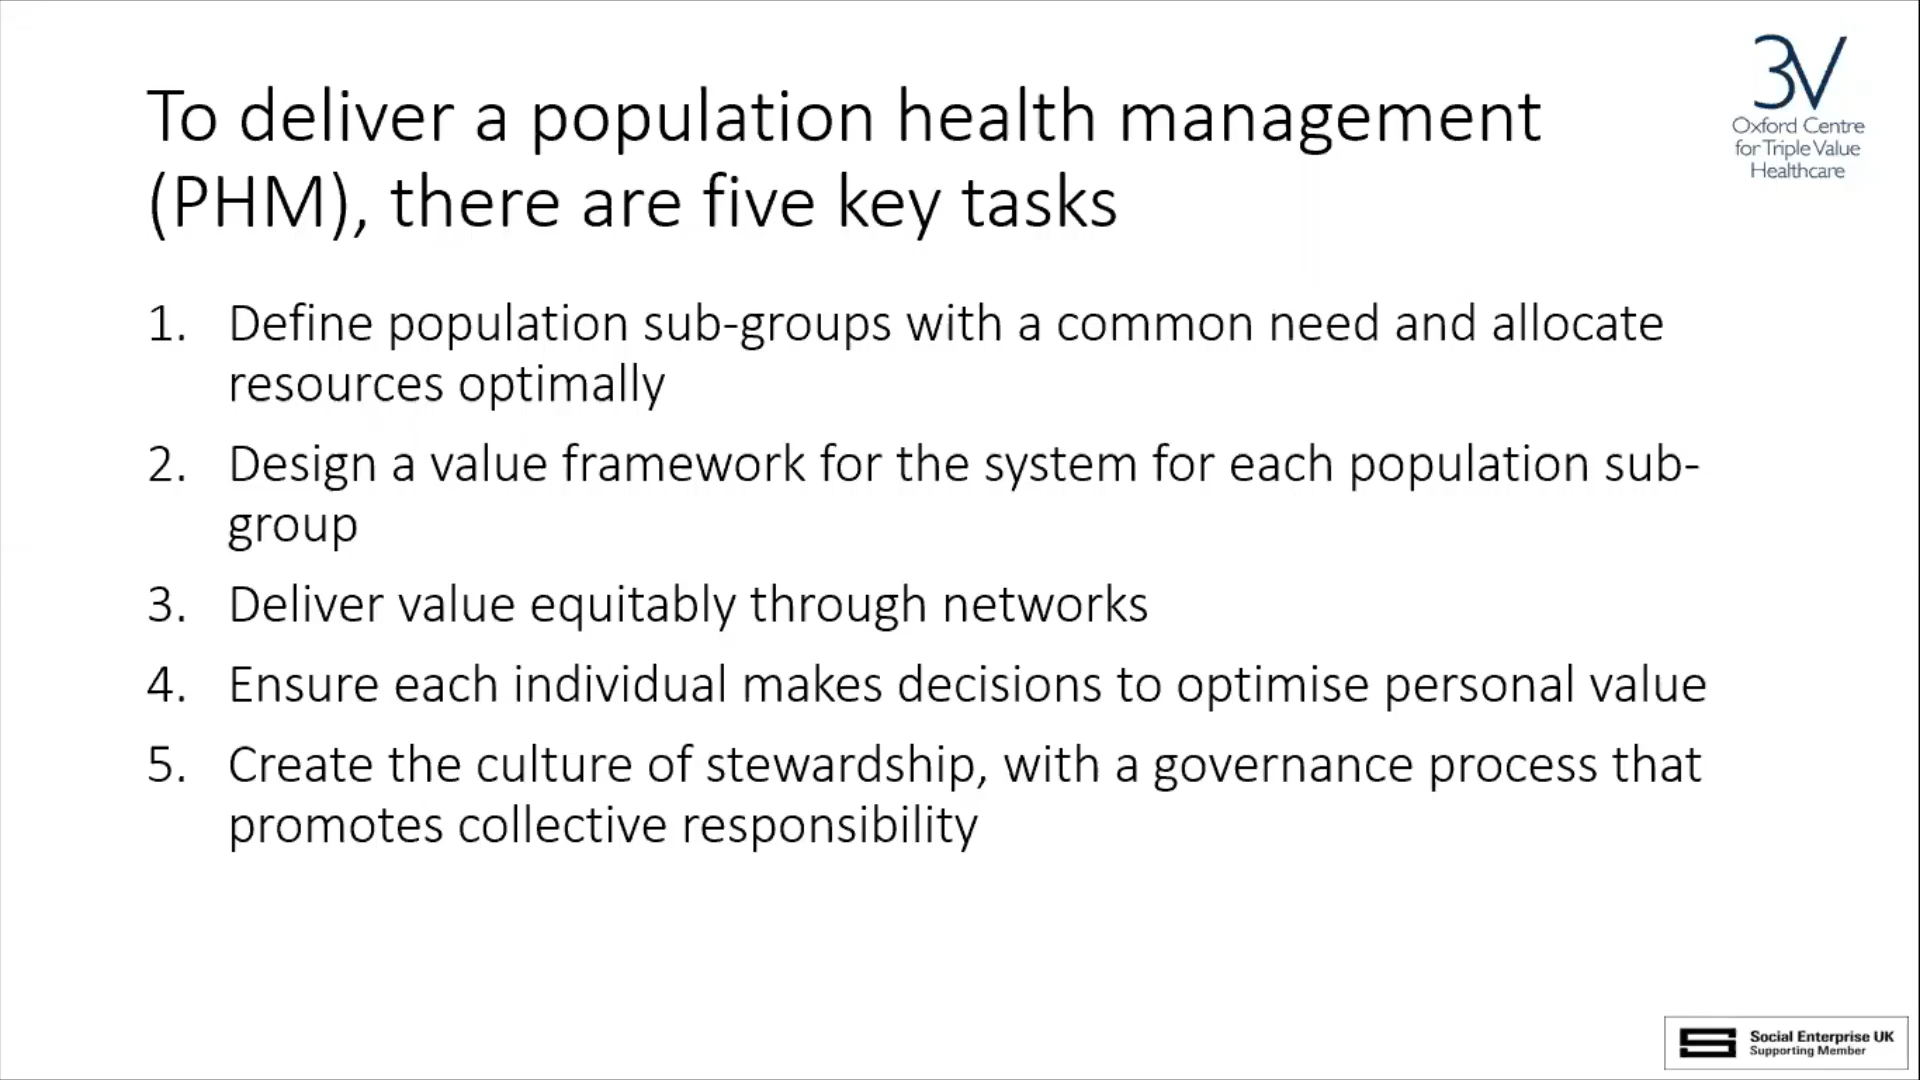 3V
Oxford Centre
for Triple Value
Healthcare
To deliver a population health management
(PHM), there are five key tasks
1. Define population sub-groups with a common need and allocate
resources optimally
2. Design a value framework for the system for each population sub-
group
3. Deliver value equitably through networks
4. Ensure each individual makes decisions to optimise personal value
5. Create the culture of stewardship, with a governance process that
promotes collective responsibility
Social Enterprise UK
Supporting Member